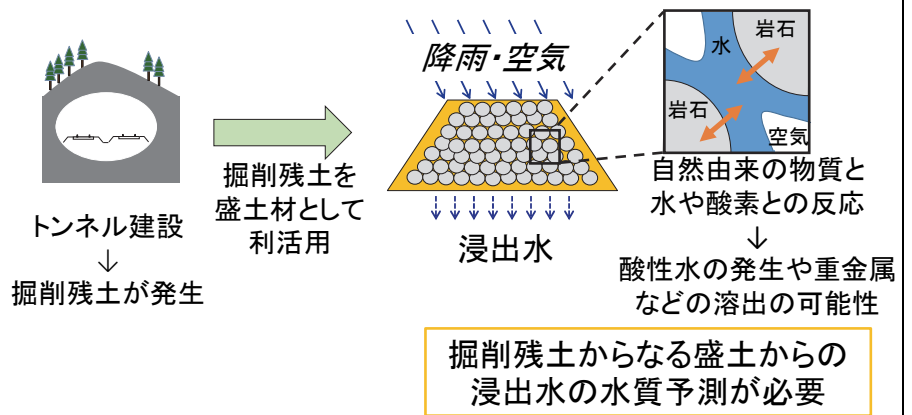 トンネル建設
↓
掘削残土が発生
掘削残土を
盛土材として
利活用
降雨・空気
浸出水
水
岩石
岩石
空気
自然由来の物質と
水や酸素との反応
↓
酸性水の発生や重金属
などの溶出の可能性
掘削残土からなる盛土からの
浸出水の水質予測が必要